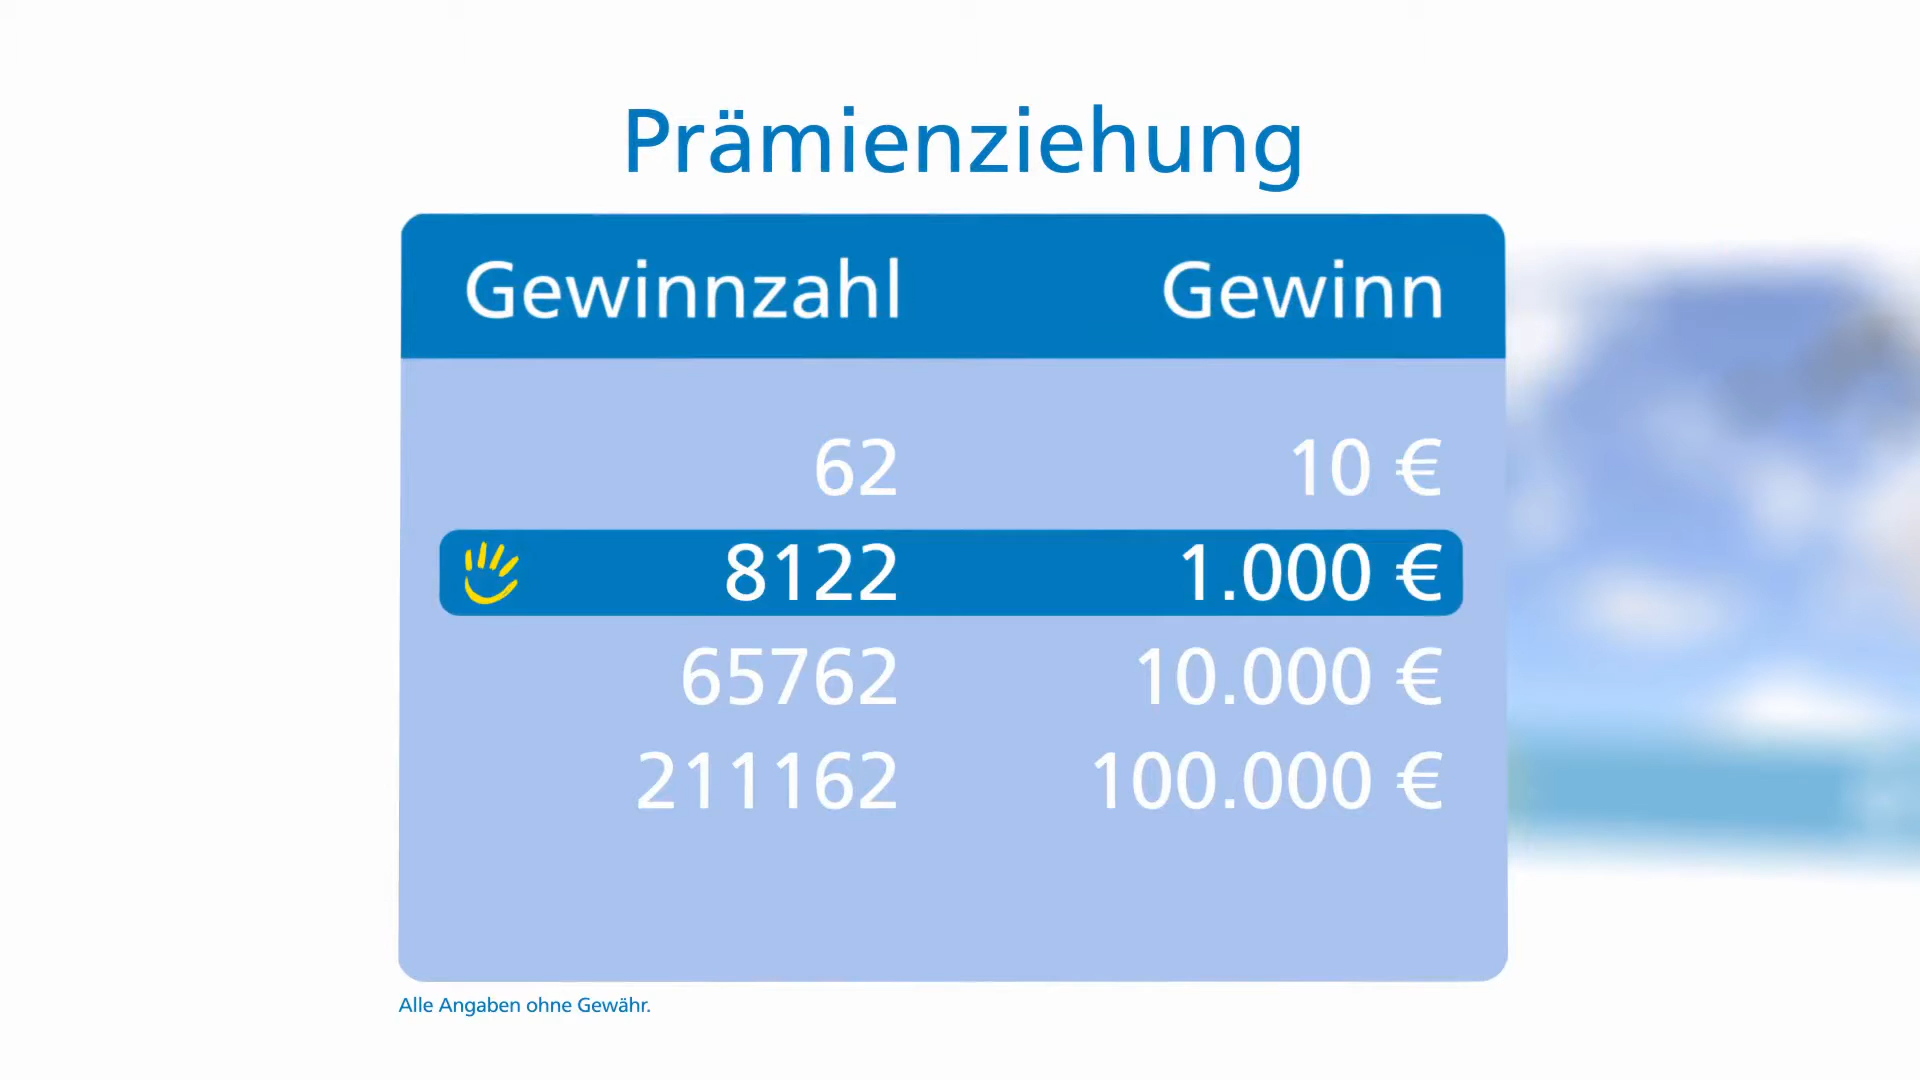 Prämienziehung
Gewinnzahl Gewinn
62 10 €
8122 1.000 €
65762 10.000 €
211162 100.000 €
Alle Angaben ohne Gewähr.